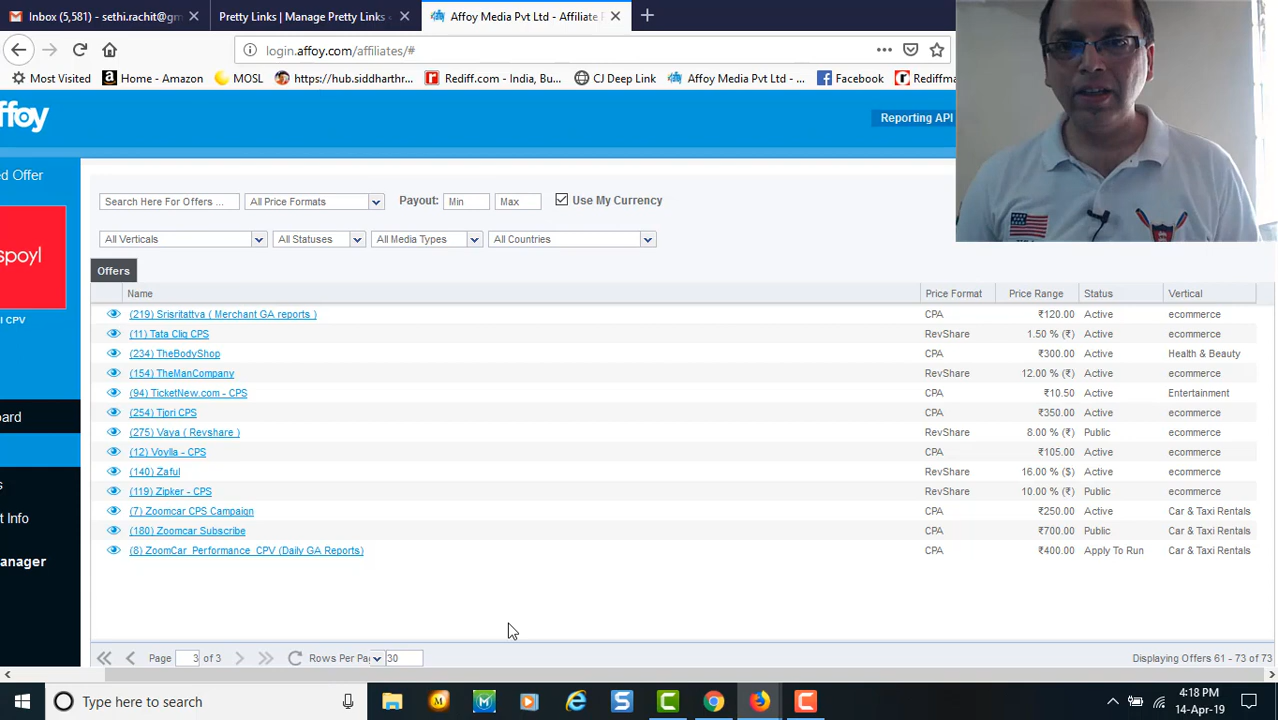 Inbox (5,581) - sethi.rachit@gm
Pretty Links | Manage Pretty Links
Affoy Media Pvt Ltd - Affiliate
login.affoy.com/affiliates/#
Most Visited
Home - Amazon
MOSL
https://hub.siddharthr...
Rediff.com - India, Bu...
CJ Deep Link
Affoy Media Pvt Ltd - ...
Facebook
Rediffma
ffoy
Reporting API
ed Offer
spoyl
I CPV
oard
s
t Info
anager
Search Here For Offers ...
All Price Formats
Payout:
Min
Max
Use My Currency
All Verticals
All Statuses
All Media Types
All Countries
Offers
Name Price Format Price Range Status Vertical
(219) Srisritattva ( Merchant GA reports ) CPA ₹120.00 Active ecommerce
(11) Tata Cliq CPS RevShare 1.50 % (₹) Active ecommerce
(234) TheBodyShop CPA ₹300.00 Active Health & Beauty
(154) TheManCompany RevShare 12.00 % (₹) Active ecommerce
(94) TicketNew.com - CPS CPA ₹10.50 Active Entertainment
(254) Tjori CPS CPA ₹350.00 Active ecommerce
(275) Vaya ( Revshare ) RevShare 8.00 % (₹) Public ecommerce
(12) Voylla - CPS CPA ₹105.00 Active ecommerce
(140) Zaful RevShare 16.00 % ($) Active ecommerce
(119) Zipker - CPS RevShare 10.00 % (₹) Public ecommerce
(7) Zoomcar CPS Campaign CPA ₹250.00 Active Car & Taxi Rentals
(180) Zoomcar Subscribe CPA ₹700.00 Public Car & Taxi Rentals
(8) ZoomCar_Performance_CPV (Daily GA Reports) CPA ₹400.00 Apply To Run Car & Taxi Rentals
Page 3 of 3
Rows Per Pag 30
Displaying Offers 61 - 73 of 73
Type here to search
4:18 PM
14-Apr-19